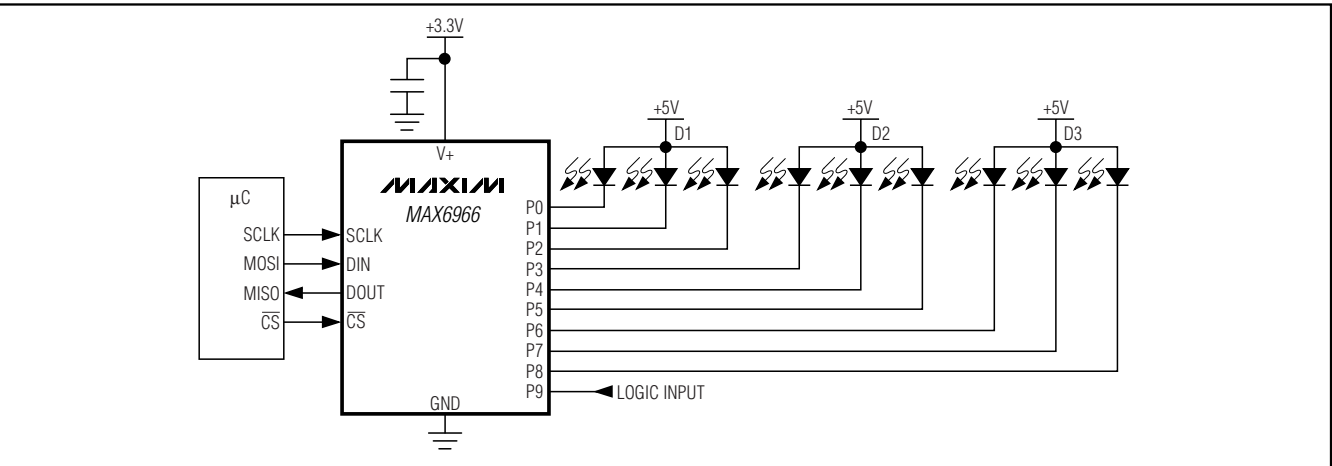 +3.3V
+5V
D1
+5V
D2
+5V
D3
V+
MAXIM
MAX6966
µC
SCLK
MOSI
MISO
CS
SCLK
DIN
DOUT
CS
P0
P1
P2
P3
P4
P5
P6
P7
P8
P9
LOGIC INPUT
GND